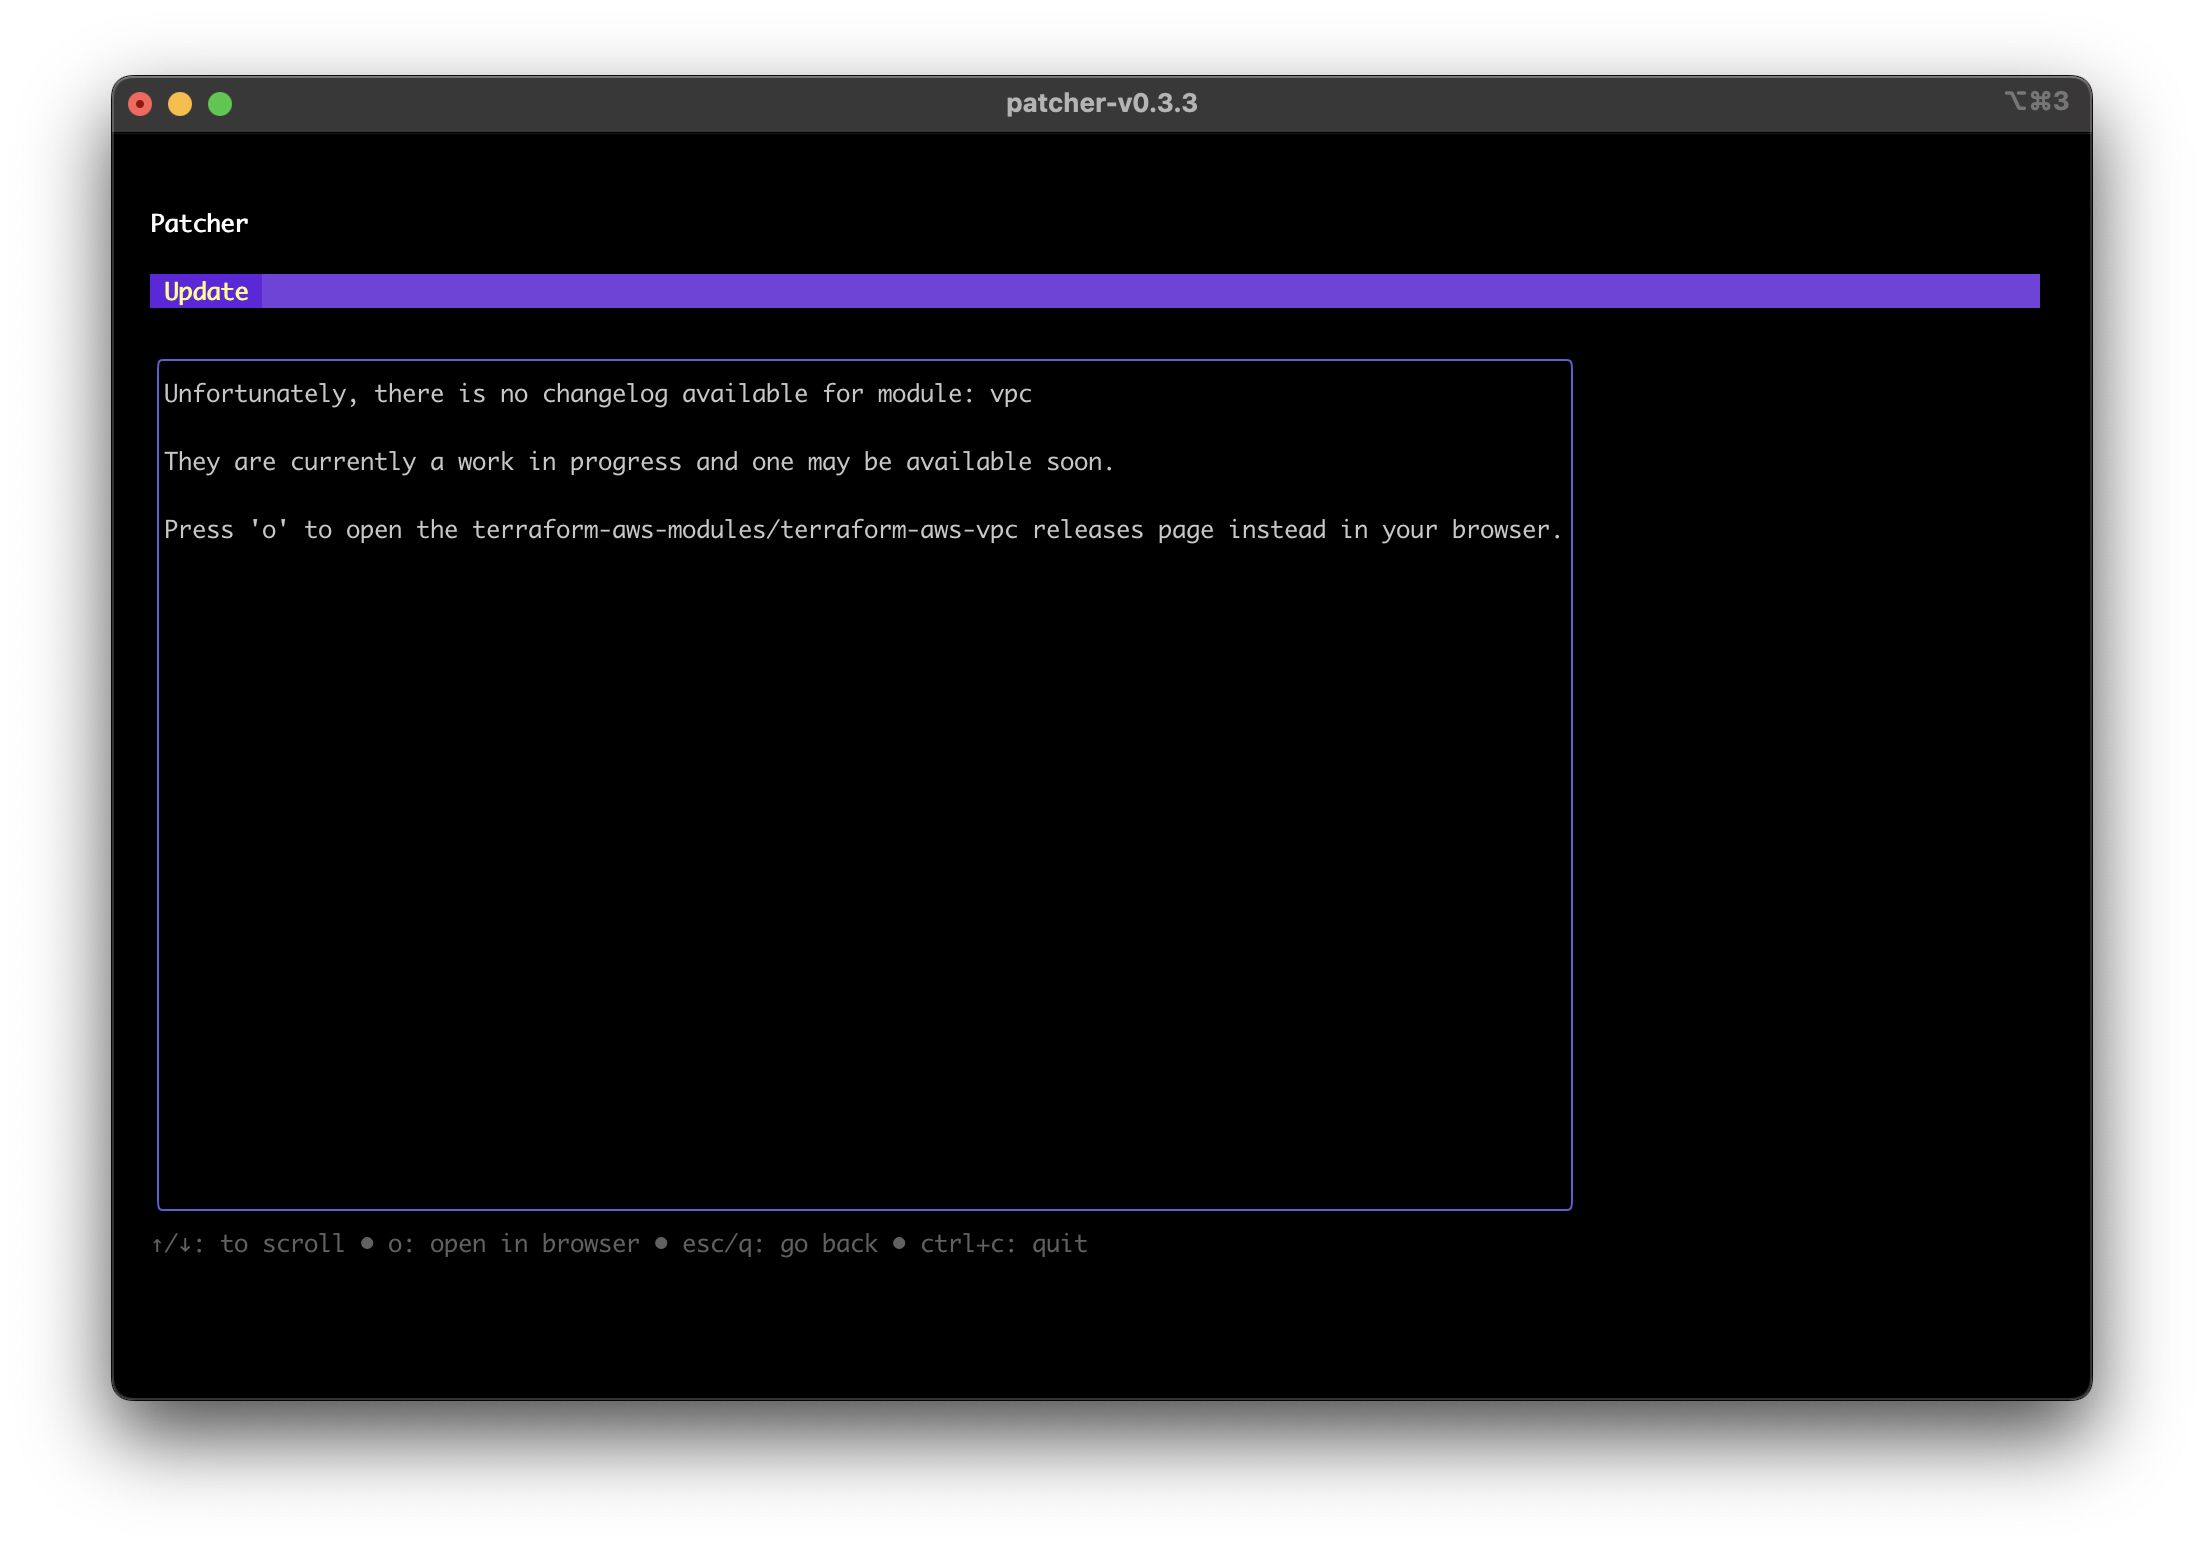 patcher-v0.3.3
⌥⌘3
Patcher
Update
Unfortunately, there is no changelog available for module: vpc
They are currently a work in progress and one may be available soon.
Press 'o' to open the terraform-aws-modules/terraform-aws-vpc releases page instead in your browser.
↑/↓: to scroll ● o: open in browser ● esc/q: go back ● ctrl+c: quit